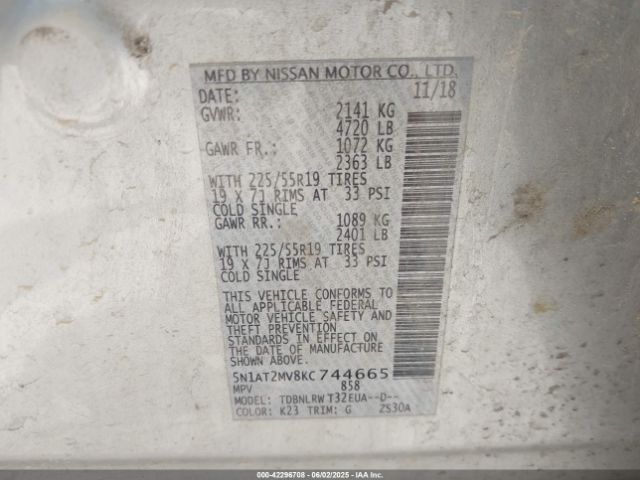 MFD BY NISSAN MOTOR CO., LTD.
DATE: 11/18
GVWR: 2141 KG
4720 LB
GAWR FR.: 1072 KG
2363 LB
WITH 225/55R19 TIRES
19 X 7J RIMS AT 33 PSI
COLD SINGLE
GAWR RR.: 1089 KG
2401 LB
WITH 225/55R19 TIRES
19 X 7J RIMS AT 33 PSI
COLD SINGLE
THIS VEHICLE CONFORMS TO
ALL APPLICABLE FEDERAL
MOTOR VEHICLE SAFETY AND
THEFT PREVENTION
STANDARDS IN EFFECT ON
THE DATE OF MANUFACTURE
SHOWN ABOVE.
5N1AT2MV8KC744665
MPV 858
MODEL: TDBNLRW T32EUA--D--
COLOR: K23 TRIM: G ZS30A
000-42296708 - 06/02/2025 - IAAI.COM